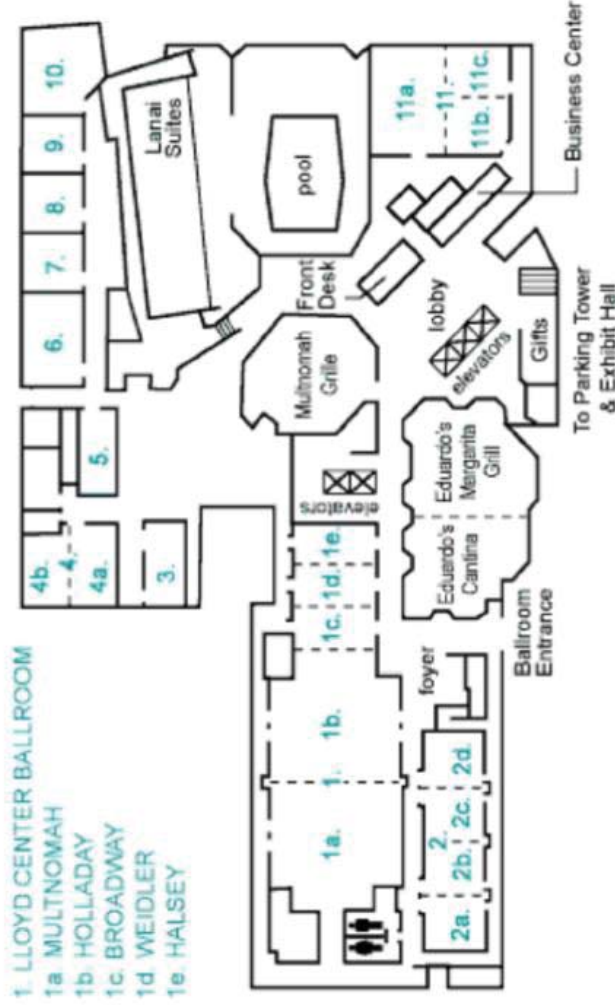 1. LLOYD CENTER BALLROOM
1a MULTNOMAH
1b HOLLADAY
1c. BROADWAY
1d WEIDLER
1e. HALSEY
4b.
4.
4a.
5.
3.
6.
7.
8.
9.
10.
Lanai
Suites
pool
11a.
11.
11b.
11c.
Business Center
Front
Desk
Multnomah
Grille
lobby
elevators
Gifts
To Parking Tower
& Exhibit Hall
elevators
Eduardo's
Margarita
Grill
Eduardo's
Cantina
Ballroom
Entrance
foyer
1a.
1.
1b.
1c.
1d.
1e.
2.
2a.
2b.
2c.
2d.